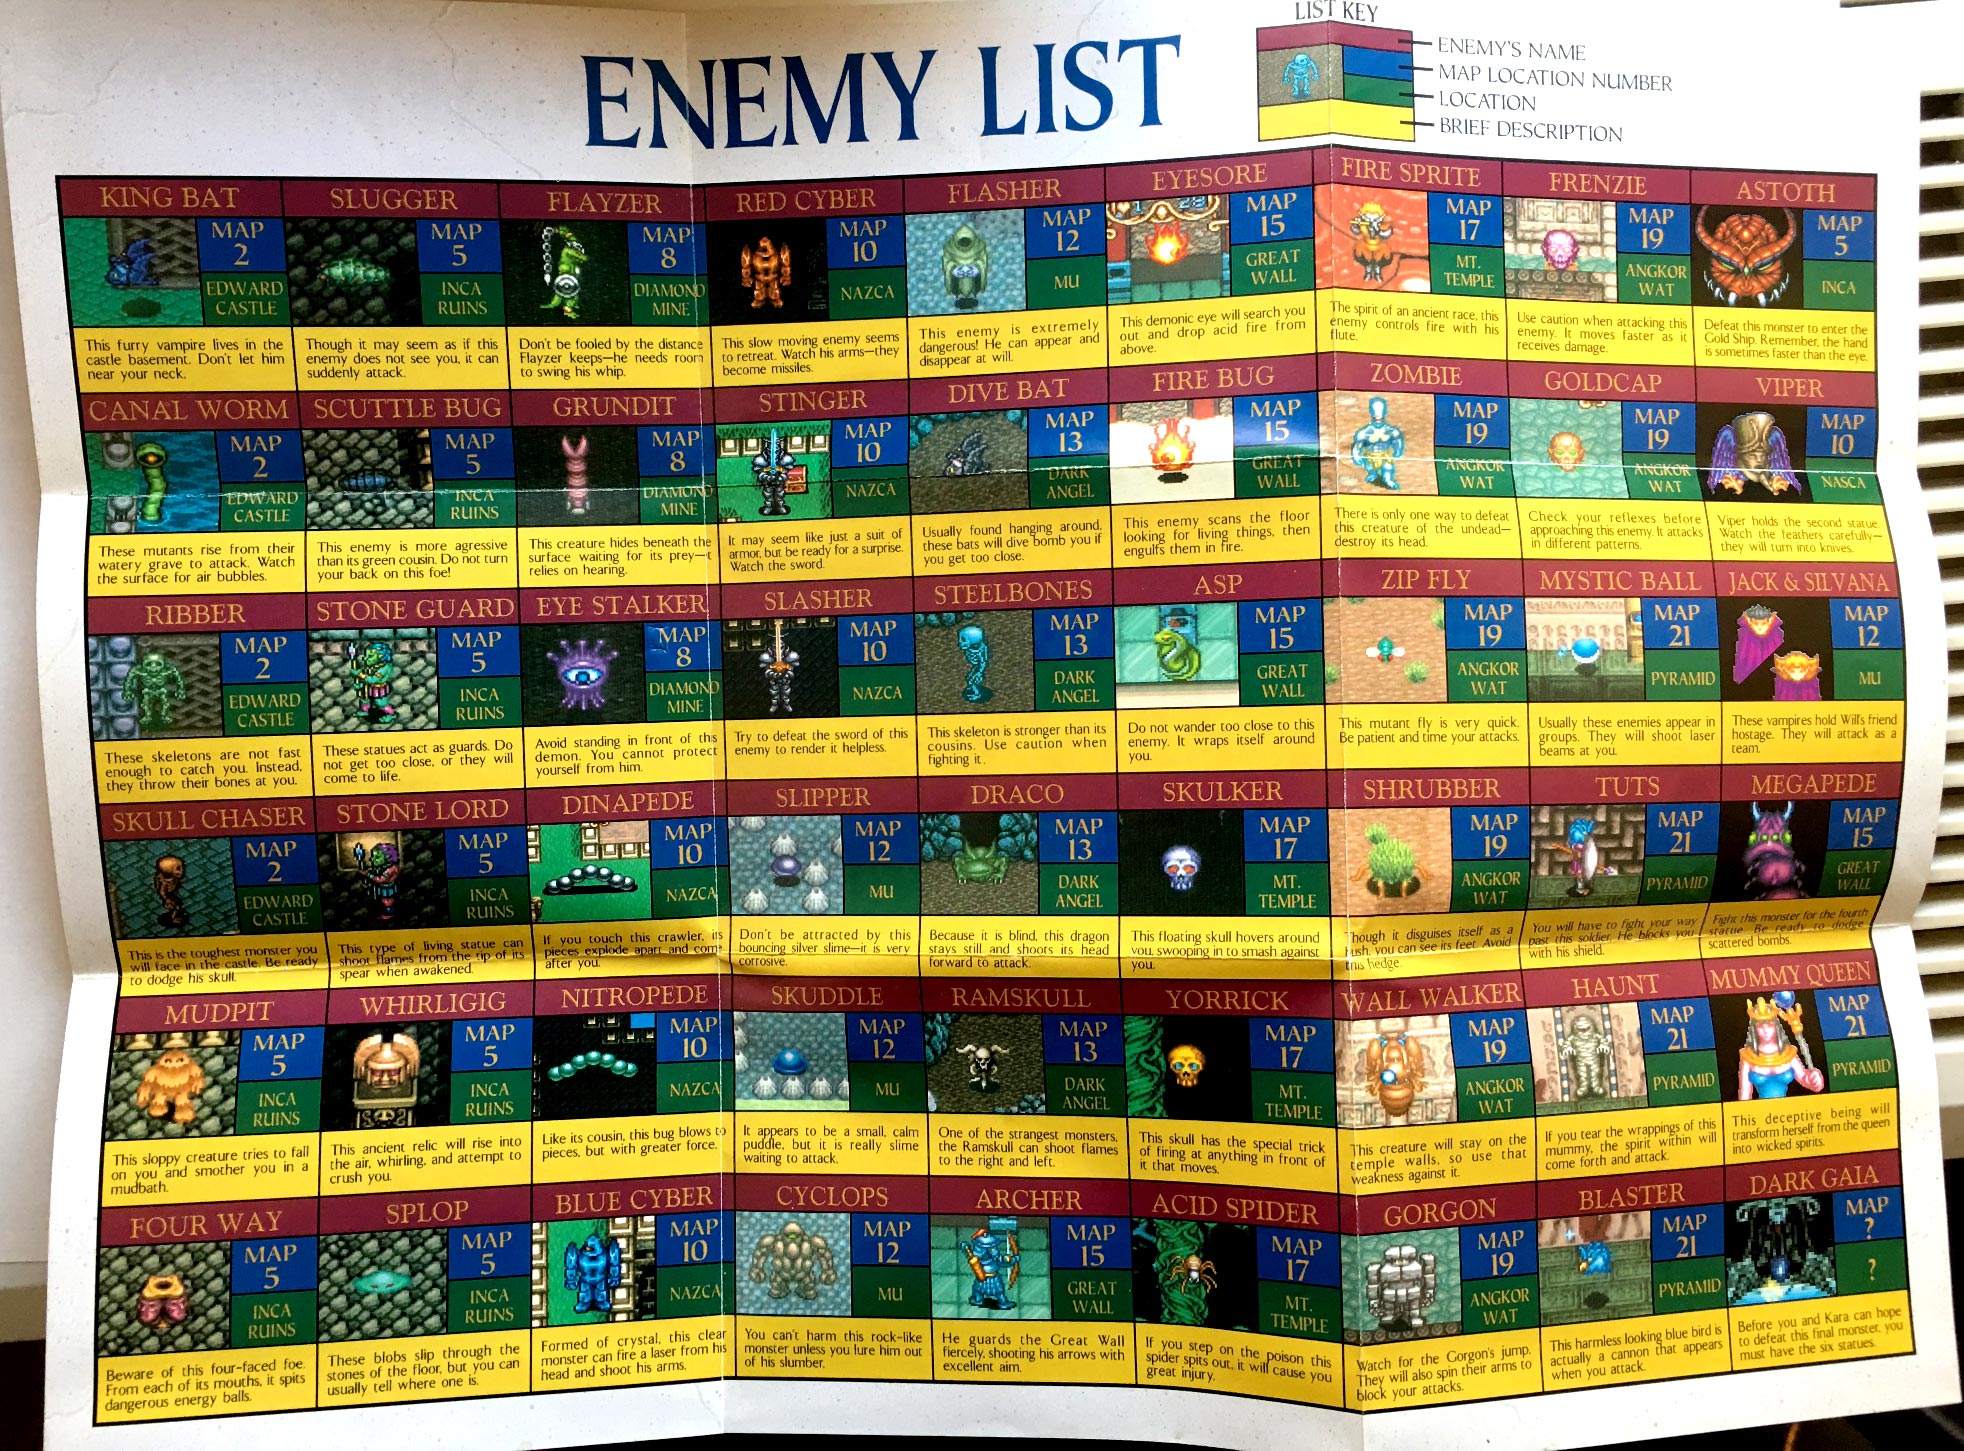 LIST KEY
ENEMY LIST
ENEMY'S NAME
MAP LOCATION NUMBER
LOCATION
BRIEF DESCRIPTION
KING BAT
MAP
2
EDWARD
CASTLE
This furry vampire lives in the
castle basement. Don't let him
near your neck.
SLUGGER
MAP
5
INCA
RUINS
Though it may seem as if this
enemy does not see you, it can
suddenly attack.
FLAYZER
MAP
8
DIAMOND
MINE
Don't be fooled by the distance
Flayzer keeps—he needs room
to swing his whip.
RED CYBER
MAP
10
NAZCA
This slow moving enemy seems
to retreat. Watch his arms—they
become missiles.
FLASHER
MAP
12
MU
This enemy is extremely
dangerous! He can appear and
disappear at will.
EYESORE
MAP
15
GREAT
WALL
This demonic eye will search you
out and drop acid fire from
above.
FIRE SPRITE
MAP
17
MT.
TEMPLE
The spirit of an ancient race, this
enemy controls fire with his
flute.
FRENZIE
MAP
19
ANGKOR
WAT
Use caution when attacking this
enemy. It moves faster as it
receives damage.
ASTOTH
MAP
5
INCA
Defeat this monster to enter the
Gold Ship. Remember, the hand
is sometimes faster than the eye.
CANAL WORM
MAP
2
EDWARD
CASTLE
These mutants rise from their
watery grave to attack. Watch
the surface for air bubbles.
SCUTTLE BUG
MAP
5
INCA
RUINS
This enemy is more agressive
than its green cousin. Do not turn
your back on this foe!
GRUNDIT
MAP
8
DIAMOND
MINE
This creature hides beneath the
surface waiting for its prey—t
relies on hearing.
STINGER
MAP
10
NAZCA
It may seem like just a suit of
armor, but be ready for a surprise.
Watch the sword.
DIVE BAT
MAP
13
DARK
ANGEL
Usually found hanging around,
these bats will dive bomb you if
you get too close.
FIRE BUG
MAP
15
GREAT
WALL
This enemy scans the floor
looking for living things, then
engulfs them in fire.
ZOMBIE
MAP
19
ANGKOR
WAT
There is only one way to defeat
this creature of the undead—
destroy its head.
GOLDCAP
MAP
19
ANGKOR
WAT
Check your reflexes before
approaching this enemy. It attacks
in different patterns.
VIPER
MAP
10
NASCA
Viper holds the second statue.
Watch the feathers carefully—
they will turn into knives.
RIBBER
MAP
2
EDWARD
CASTLE
These skeletons are not fast
enough to catch you. Instead,
they throw their bones at you.
STONE GUARD
MAP
5
INCA
RUINS
These statues act as guards. Do
not get too close, or they will
come to life.
EYE STALKER
MAP
8
DIAMOND
MINE
Avoid standing in front of this
demon. You cannot protect
yourself from him.
SLASHER
MAP
10
NAZCA
Try to defeat the sword of this
enemy to render it helpless.
STEELBONES
MAP
13
DARK
ANGEL
This skeleton is stronger than its
cousins. Use caution when
fighting it.
ASP
MAP
15
GREAT
WALL
Do not wander too close to this
enemy. It wraps itself around
you.
ZIP FLY
MAP
19
ANGKOR
WAT
This mutant fly is very quick.
Be patient and time your attacks.
MYSTIC BALL
MAP
21
PYRAMID
Usually these enemies appear in
groups. They will shoot laser
beams at you.
JACK & SILVANA
MAP
12
MU
These vampires hold Will's friend
hostage. They will attack as a
team.
SKULL CHASER
MAP
2
EDWARD
CASTLE
This is the toughest monster you
will face in the castle. Be ready
to dodge his skull.
STONE LORD
MAP
5
INCA
RUINS
This type of living statue can
shoot flames from the tip of its
spear when awakened.
DINAPEDE
MAP
10
NAZCA
If you touch this crawler, its
pieces explode apart and come
after you.
SLIPPER
MAP
12
MU
Don't be attracted by this
bouncing silver slime—it is very
corrosive.
DRACO
MAP
13
DARK
ANGEL
Because it is blind, this dragon
stays still and shoots its head
forward to attack.
SKULKER
MAP
17
MT.
TEMPLE
This floating skull hovers around
you, swooping in to smash against
you.
SHRUBBER
MAP
19
ANGKOR
WAT
Though it disguises itself as a
bush, you can see its feet. Avoid
this hedge.
TUTS
MAP
21
PYRAMID
You will have to fight your way
past this soldier. He blocks you
with his shield.
MEGAPEDE
MAP
15
GREAT
WALL
Fight this monster for the fourth
statue. Be ready to dodge
scattered bombs.
MUDPIT
MAP
5
INCA
RUINS
This sloppy creature tries to fall
on you and smother you in a
mudbath.
WHIRLIGIG
MAP
5
INCA
RUINS
This ancient relic will rise into
the air, whirling, and attempt to
crush you.
NITROPEDE
MAP
10
NAZCA
Like its cousin, this bug blows to
pieces, but with greater force.
SKUDDLE
MAP
12
MU
It appears to be a small, calm
puddle, but it is really slime
waiting to attack.
RAMSKULL
MAP
13
DARK
ANGEL
One of the strangest monsters,
the Ramskull can shoot flames
to the right and left.
YORRICK
MAP
17
MT.
TEMPLE
This skull has the special trick
of firing at anything in front of
it that moves.
WALL WALKER
MAP
19
ANGKOR
WAT
This creature will stay on the
temple walls, so use that
weakness against it.
HAUNT
MAP
21
PYRAMID
If you tear the wrappings of this
mummy, the spirit within will
come forth and attack.
MUMMY QUEEN
MAP
21
PYRAMID
This deceptive being will
transform herself from the queen
into wicked spirits.
FOUR WAY
MAP
5
INCA
RUINS
Beware of this four-faced foe.
From each of its mouths, it spits
dangerous energy balls.
SPLOP
MAP
5
INCA
RUINS
These blobs slip through the
stones of the floor, but you can
usually tell where one is.
BLUE CYBER
MAP
10
NAZCA
Formed of crystal, this clear
monster can fire a laser from his
head and shoot his arms.
CYCLOPS
MAP
12
MU
You can't harm this rock-like
monster unless you lure him out
of his slumber.
ARCHER
MAP
15
GREAT
WALL
He guards the Great Wall
fiercely, shooting his arrows with
excellent aim.
ACID SPIDER
MAP
17
MT.
TEMPLE
If you step on the poison this
spider spits out, it will cause you
great injury.
GORGON
MAP
19
ANGKOR
WAT
Watch for the Gorgon's jump.
They will also spin their arms to
block your attacks.
BLASTER
MAP
21
PYRAMID
This harmless looking blue bird is
actually a cannon that appears
when you attack.
DARK GAIA
MAP
?
?
Before you and Kara can hope
to defeat this final monster, you
must have the six statues.